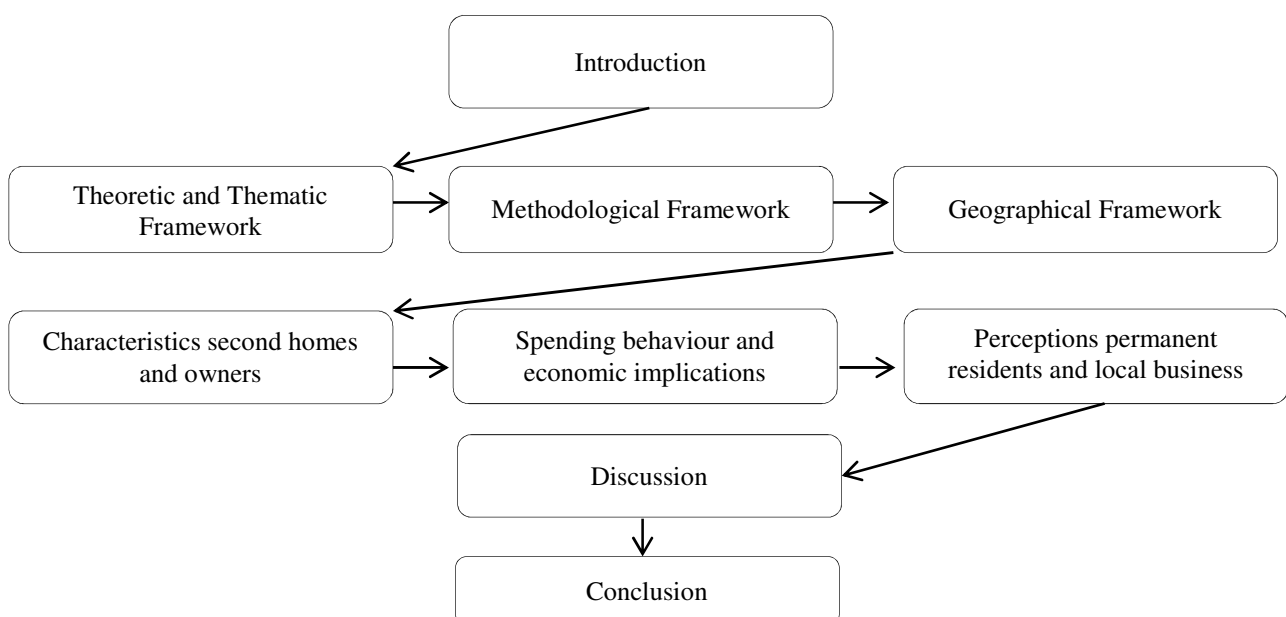 Introduction
Theoretic and Thematic
Framework
Methodological Framework
Geographical Framework
Characteristics second homes
and owners
Spending behaviour and
economic implications
Perceptions permanent
residents and local business
Discussion
Conclusion